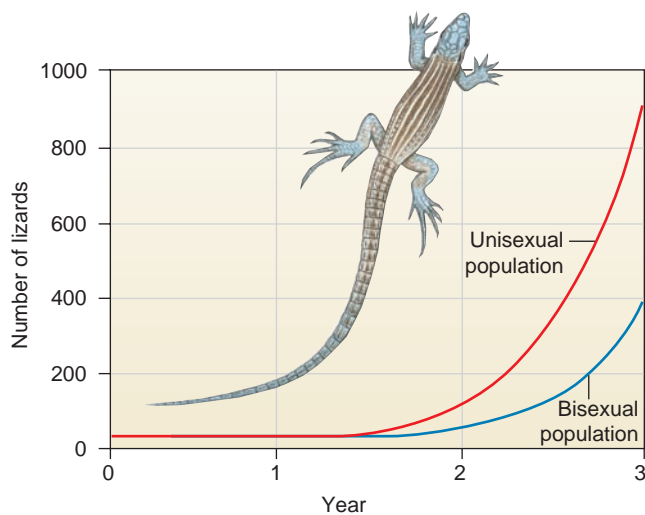 1000
800
600
400
200
0
Number of lizards
Unisexual
population
Bisexual
population
0 1 2 3
Year